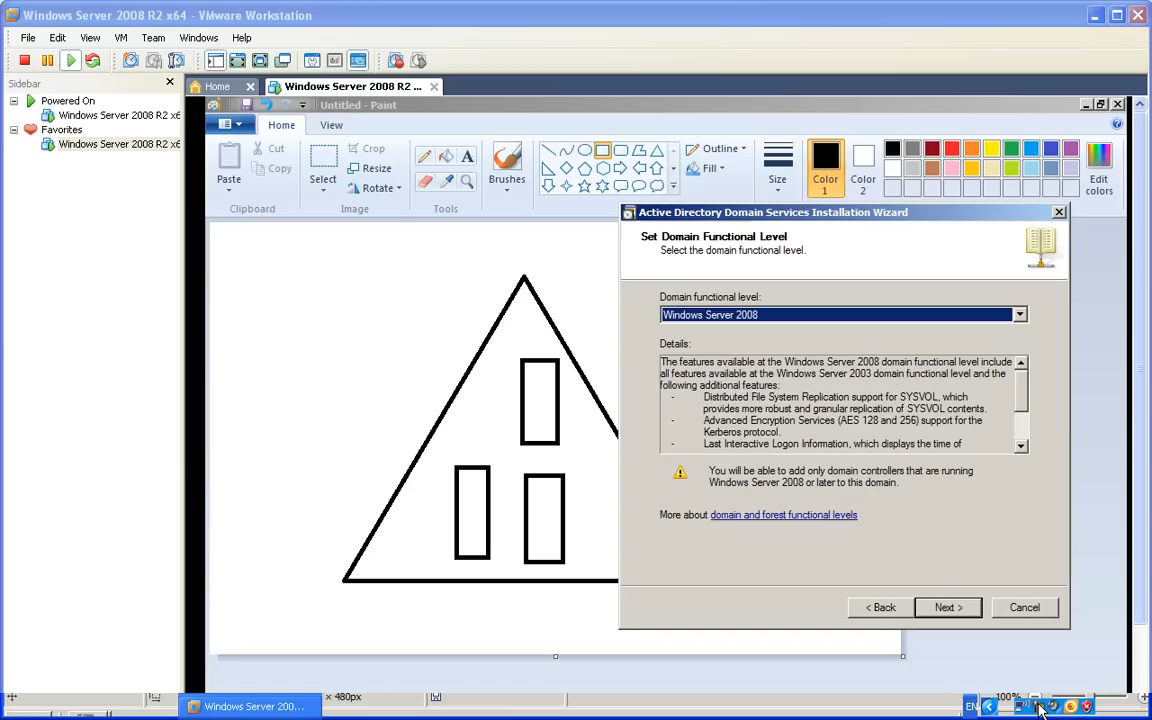 Windows Server 2008 R2 x64 - VMware Workstation
File Edit View VM Team Windows Help
Sidebar
Powered On
Windows Server 2008 R2 x6
Favorites
Windows Server 2008 R2 x6
Home
Windows Server 2008 R2 ...
Untitled - Paint
Home View
Paste
Cut
Copy
Clipboard
Select
Crop
Resize
Rotate
Image
Tools
Brushes
Outline
Fill
Size
Color 1
Color 2
Edit colors
Active Directory Domain Services Installation Wizard
Set Domain Functional Level
Select the domain functional level.
Domain functional level:
Windows Server 2008
Details:
The features available at the Windows Server 2008 domain functional level include
all features available at the Windows Server 2003 domain functional level and the
following additional features:
- Distributed File System Replication support for SYSVOL, which
provides more robust and granular replication of SYSVOL contents.
- Advanced Encryption Services (AES 128 and 256) support for the
Kerberos protocol.
- Last Interactive Logon Information, which displays the time of
You will be able to add only domain controllers that are running
Windows Server 2008 or later to this domain.
More about domain and forest functional levels
< Back Next > Cancel
× 480px
100%
Windows Server 200...
EN